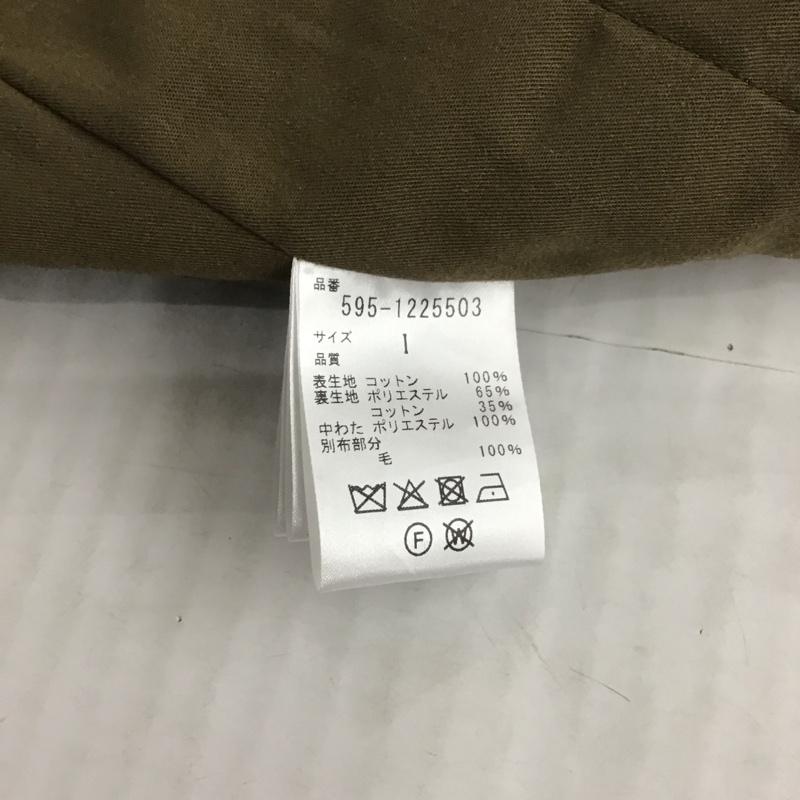 品番
595-1225503
サイズ 1
品質
表生地 コットン 100%
裏生地 ポリエステル 65%
コットン 35%
中わた ポリエステル 100%
別布部分
毛 100%
F W